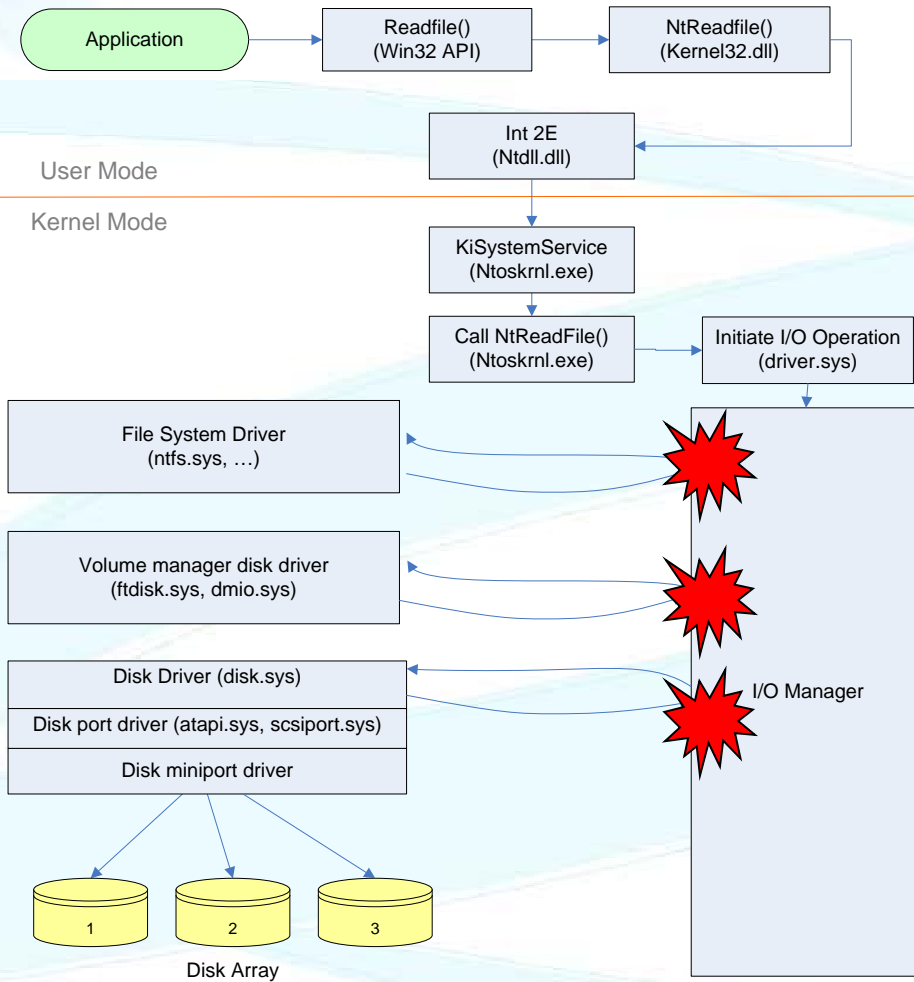 Application
Readfile()
(Win32 API)
NtReadfile()
(Kernel32.dll)
Int 2E
(Ntdll.dll)
User Mode
Kernel Mode
KiSystemService
(Ntoskrnl.exe)
Call NtReadFile()
(Ntoskrnl.exe)
Initiate I/O Operation
(driver.sys)
File System Driver
(ntfs.sys, …)
Volume manager disk driver
(ftdisk.sys, dmio.sys)
Disk Driver (disk.sys)
I/O Manager
Disk port driver (atapi.sys, scsiport.sys)
Disk miniport driver
1
2
3
Disk Array